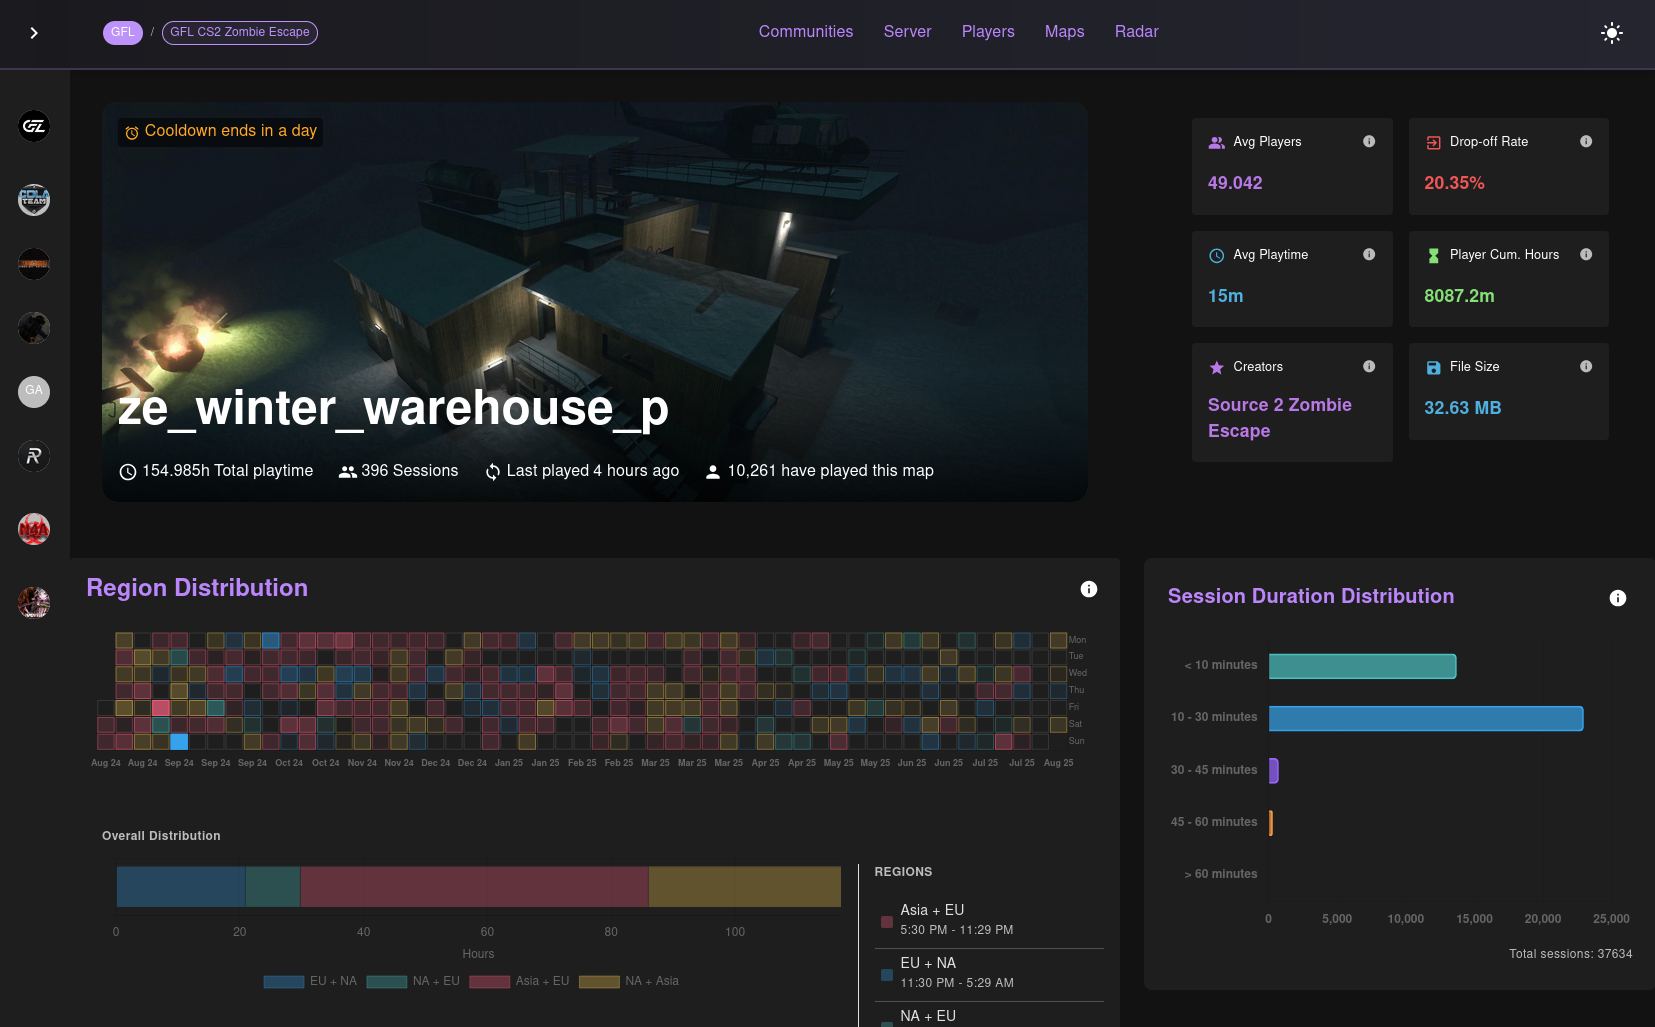 GFL / GFL CS2 Zombie Escape
Communities Server Players Maps Radar
COLA TEAM
GA
R
Cooldown ends in a day
ze_winter_warehouse_p
154.985h Total playtime 396 Sessions Last played 4 hours ago 10,261 have played this map
Avg Players
49.042
Drop-off Rate
20.35%
Avg Playtime
15m
Player Cum. Hours
8087.2m
Creators
Source 2 Zombie
Escape
File Size
32.63 MB
Region Distribution
Mon
Tue
Wed
Thu
Fri
Sat
Sun
Aug 24 Aug 24 Sep 24 Sep 24 Sep 24 Oct 24 Oct 24 Nov 24 Nov 24 Dec 24 Dec 24 Jan 25 Jan 25 Feb 25 Feb 25 Mar 25 Mar 25 Mar 25 Apr 25 Apr 25 May 25 May 25 Jun 25 Jun 25 Jul 25 Jul 25 Aug 25
Overall Distribution
0 20 40 60 80 100
Hours
EU + NA NA + EU Asia + EU NA + Asia
REGIONS
Asia + EU
5:30 PM - 11:29 PM
EU + NA
11:30 PM - 5:29 AM
NA + EU
Session Duration Distribution
< 10 minutes
10 - 30 minutes
30 - 45 minutes
45 - 60 minutes
> 60 minutes
0 5,000 10,000 15,000 20,000 25,000
Total sessions: 37634